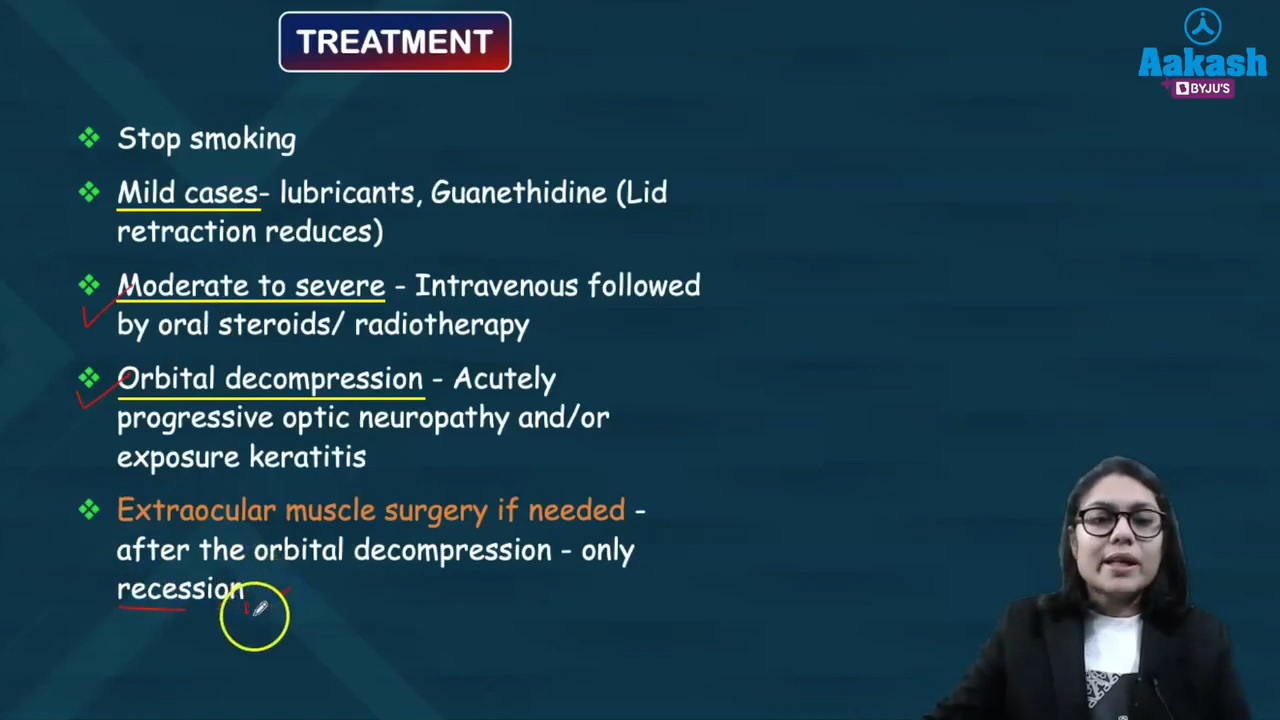 TREATMENT
Aakash
BYJU'S
Stop smoking
Mild cases- lubricants, Guanethidine (Lid
retraction reduces)
Moderate to severe - Intravenous followed
by oral steroids/ radiotherapy
Orbital decompression - Acutely
progressive optic neuropathy and/or
exposure keratitis
Extraocular muscle surgery if needed -
after the orbital decompression - only
recession